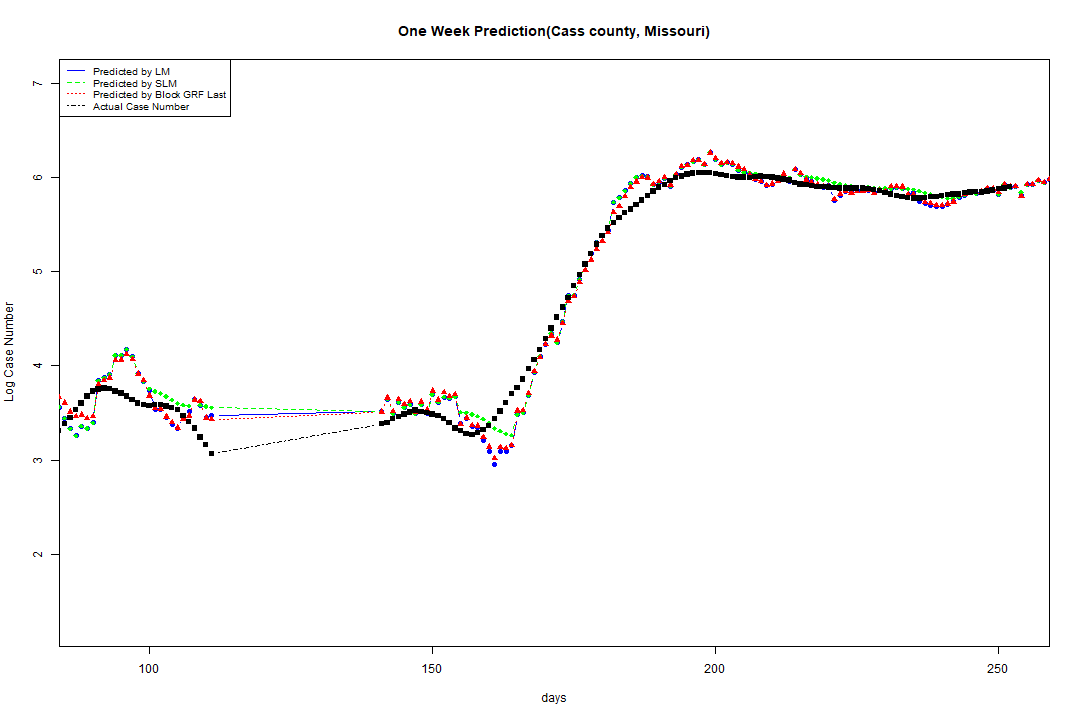 One Week Prediction(Cass county, Missouri)
Predicted by LM
Predicted by SLM
Predicted by Block GRF Last
Actual Case Number
7
6
5
4
3
2
Log Case Number
100 150 200 250
days